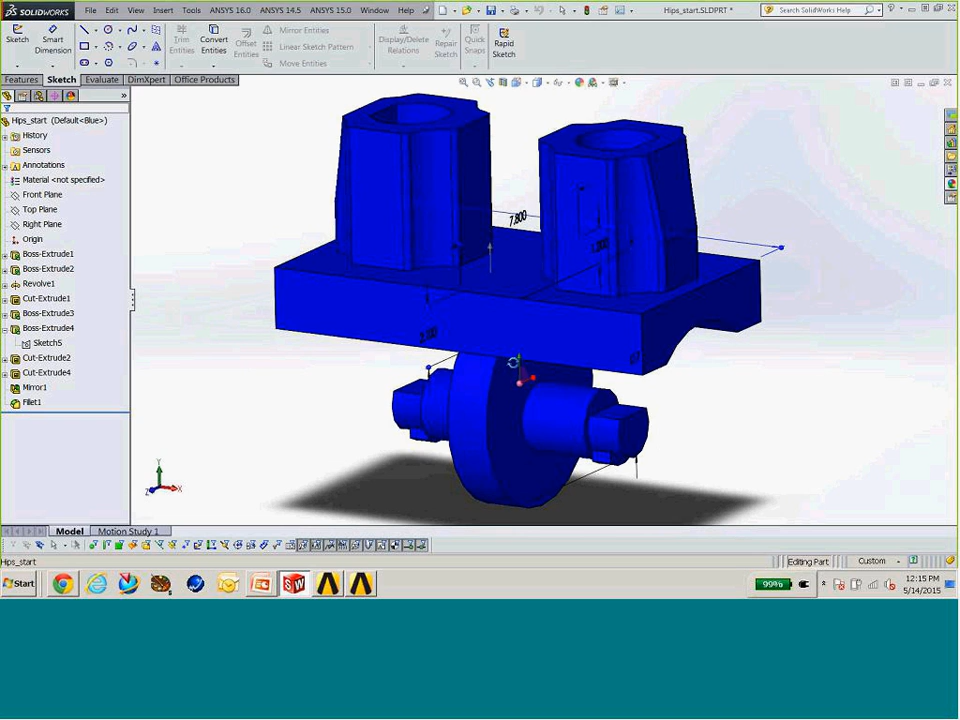 SOLIDWORKS File Edit View Insert Tools ANSYS 16.0 ANSYS 14.5 ANSYS 15.0 Window Help Hips_start.SLDPRT * Search SolidWorks Help
Sketch Smart Dimension Trim Entities Convert Entities Offset Entities Mirror Entities Linear Sketch Pattern Move Entities Display/Delete Relations Repair Sketch Quick Snaps Rapid Sketch
Features Sketch Evaluate DimXpert Office Products
Hips_start (Default<Blue>)
History
Sensors
Annotations
Material <not specified>
Front Plane
Top Plane
Right Plane
Origin
Boss-Extrude1
Boss-Extrude2
Revolve1
Cut-Extrude1
Boss-Extrude3
Boss-Extrude4
Sketch5
Cut-Extrude2
Cut-Extrude4
Mirror1
Fillet1
7.800
Y
Z X
Model Motion Study 1
Hips_start Editing Part Custom
Start 99% 12:15 PM
5/14/2015